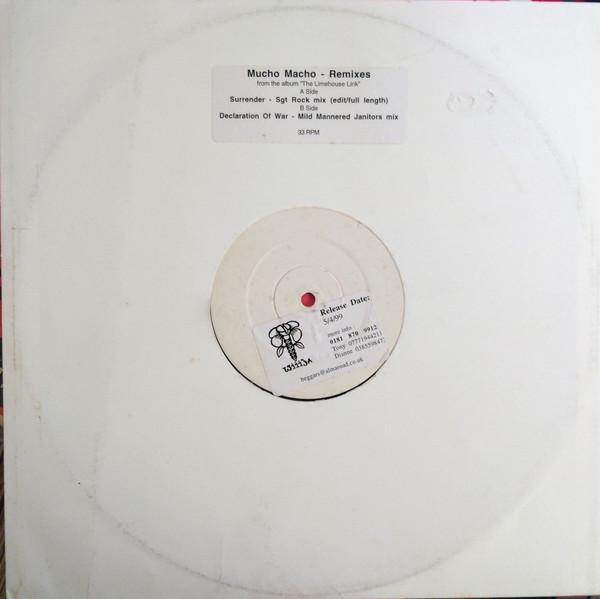 Mucho Macho - Remixes
from the album "The Limehouse Link"
A Side
Surrender - Sgt Rock mix (edit/full length)
B Side
Declaration Of War - Mild Mannered Janitors mix
33 RPM
Release Date:
5/4/99
more info :
0181 870 9912
Tony 07771944211
Dianne
wiiija
beggars@almaroad.co.uk